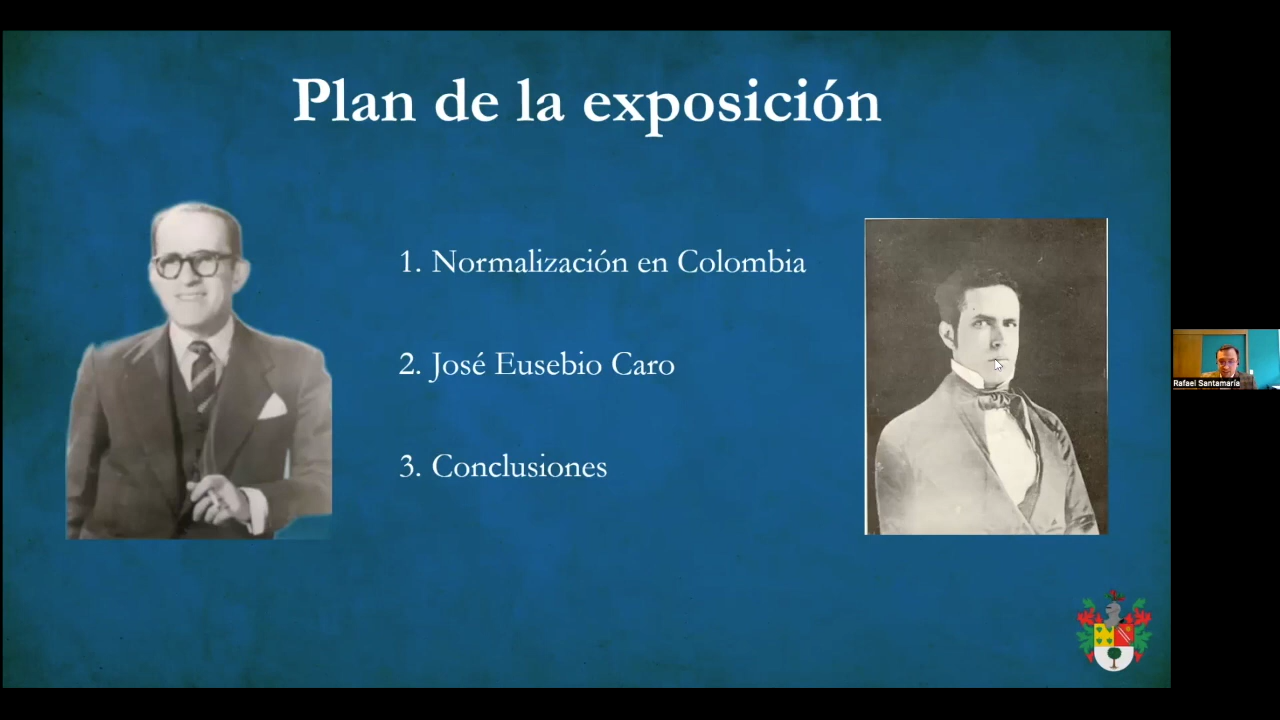 Plan de la exposición
1. Normalización en Colombia
2. José Eusebio Caro
3. Conclusiones
Rafael Santamaría